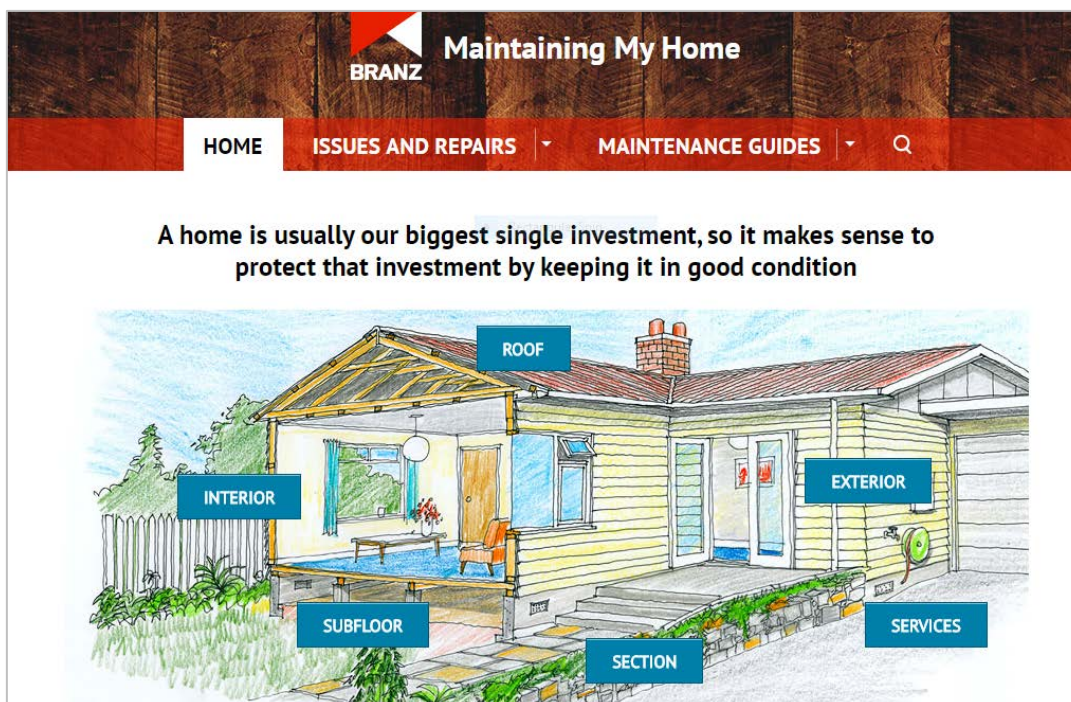 BRANZ
Maintaining My Home
HOME
ISSUES AND REPAIRS
MAINTENANCE GUIDES
A home is usually our biggest single investment, so it makes sense to
protect that investment by keeping it in good condition
ROOF
INTERIOR
EXTERIOR
SUBFLOOR
SERVICES
SECTION